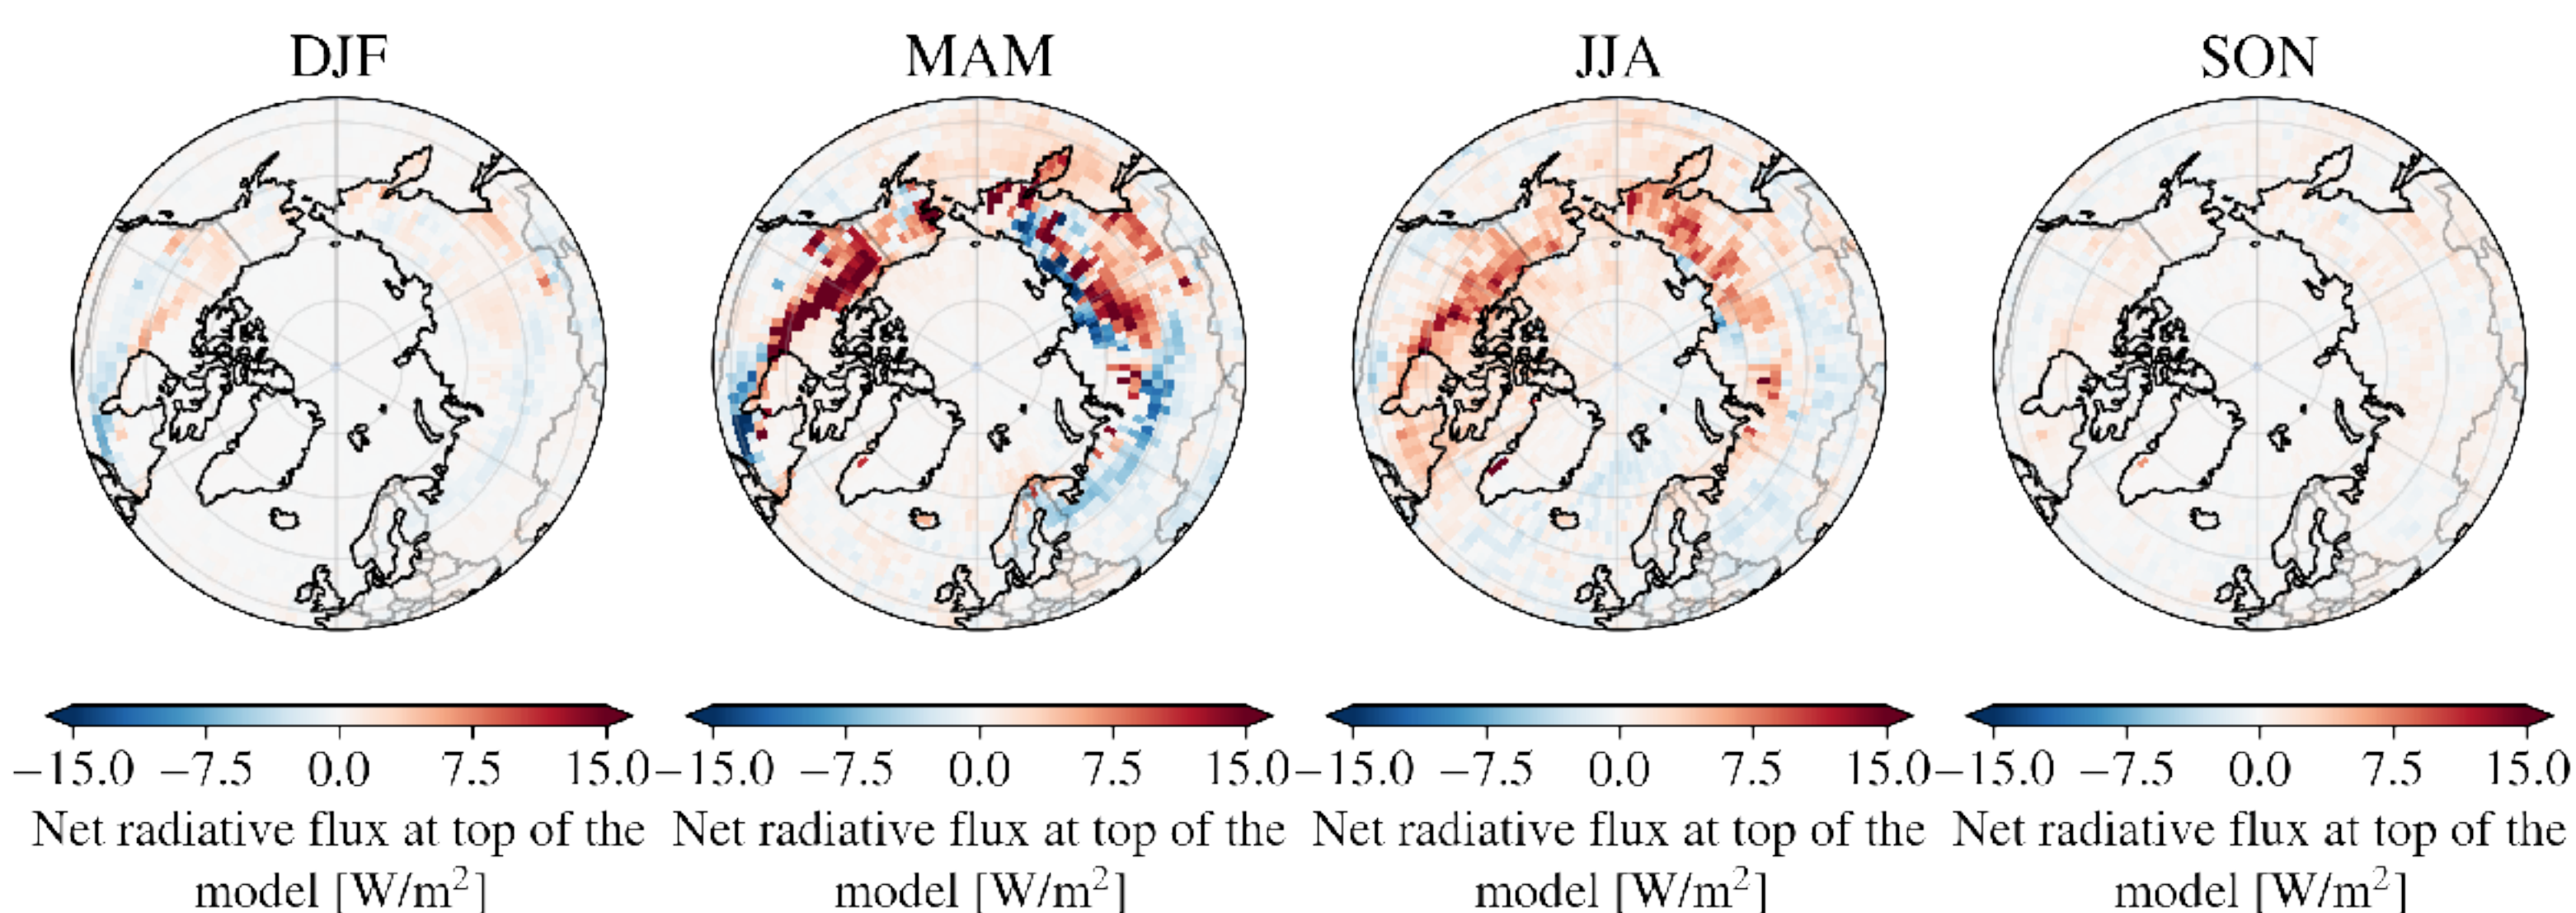 DJF MAM JJA SON
−15.0 −7.5 0.0 7.5 15.0 −15.0 −7.5 0.0 7.5 15.0 −15.0 −7.5 0.0 7.5 15.0 −15.0 −7.5 0.0 7.5 15.0
Net radiative flux at top of the Net radiative flux at top of the Net radiative flux at top of the Net radiative flux at top of the
model [W/m²] model [W/m²] model [W/m²] model [W/m²]